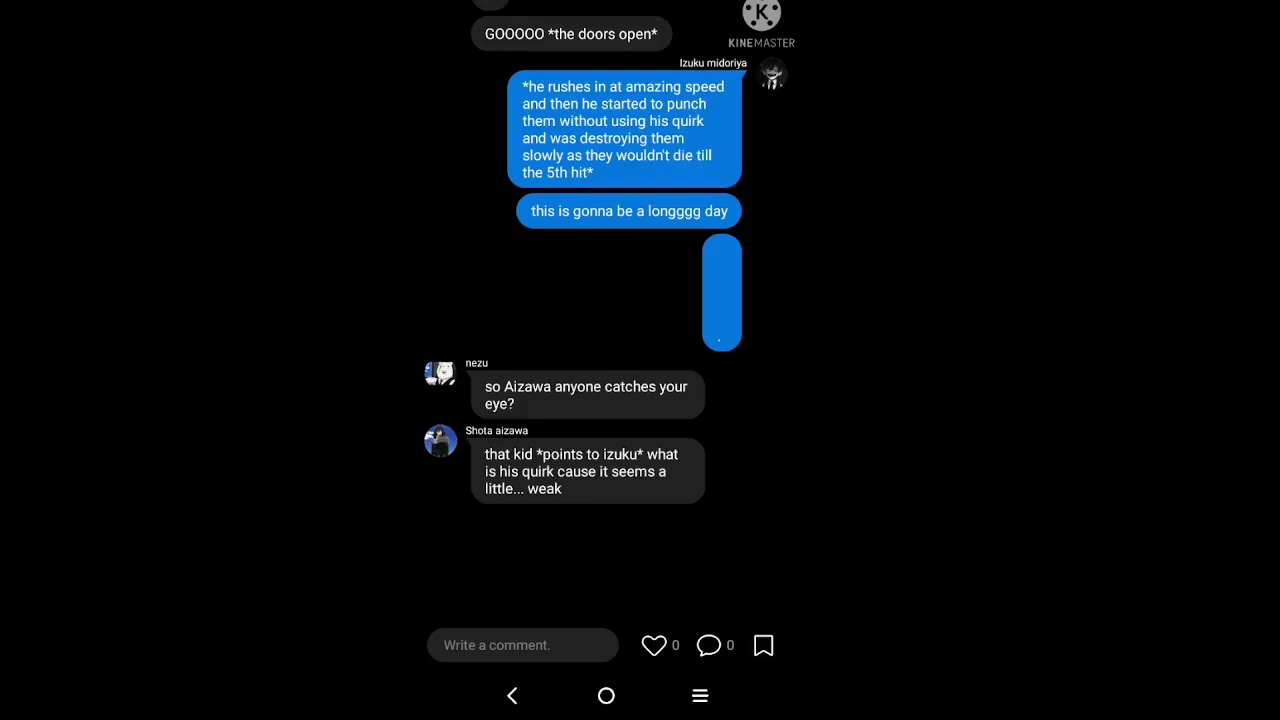 GOOOOO *the doors open*
KINEMASTER
Izuku midoriya
*he rushes in at amazing speed
and then he started to punch
them without using his quirk
and was destroying them
slowly as they wouldn't die till
the 5th hit*
this is gonna be a longggg day
.
nezu
so Aizawa anyone catches your
eye?
Shota aizawa
that kid *points to izuku* what
is his quirk cause it seems a
little... weak
Write a comment.
0
0